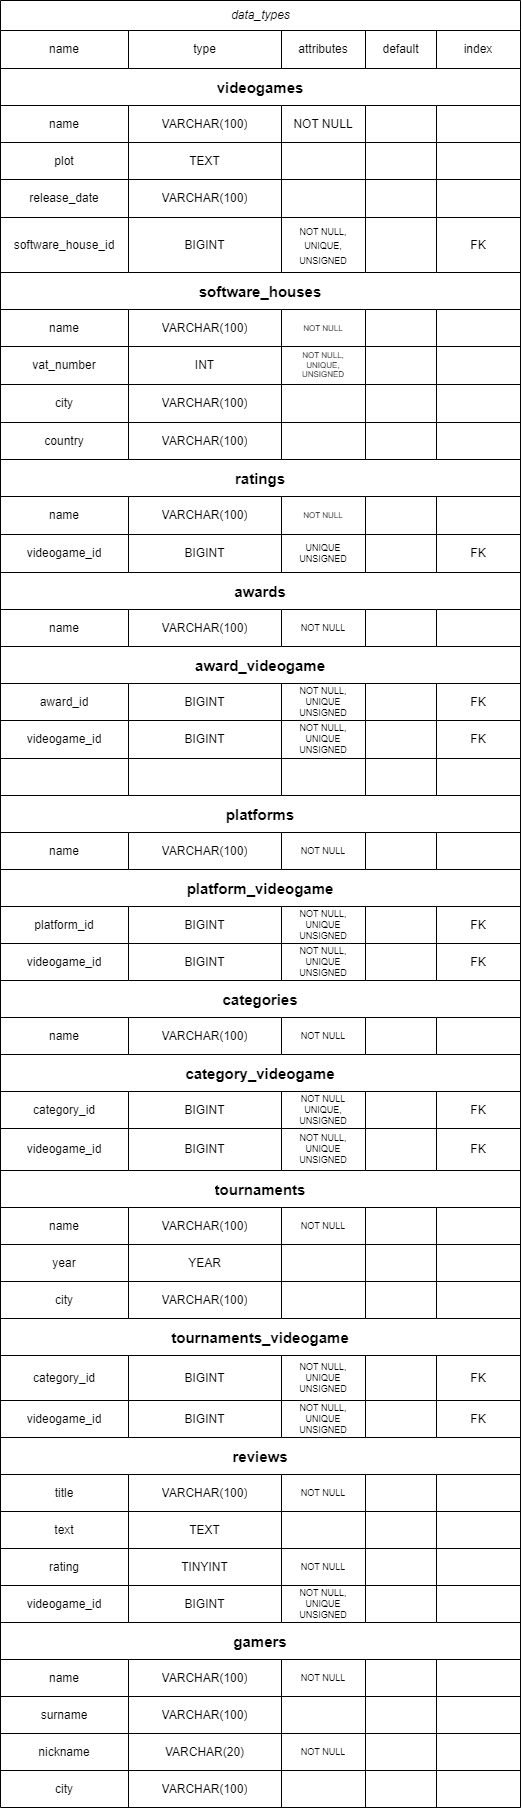 data_types
name type attributes default index
videogames
name VARCHAR(100) NOT NULL
plot TEXT
release_date VARCHAR(100)
software_house_id BIGINT NOT NULL, UNIQUE, UNSIGNED FK
software_houses
name VARCHAR(100) NOT NULL
vat_number INT NOT NULL, UNIQUE, UNSIGNED
city VARCHAR(100)
country VARCHAR(100)
ratings
name VARCHAR(100) NOT NULL
videogame_id BIGINT UNIQUE UNSIGNED FK
awards
name VARCHAR(100) NOT NULL
award_videogame
award_id BIGINT NOT NULL, UNIQUE UNSIGNED FK
videogame_id BIGINT NOT NULL, UNIQUE UNSIGNED FK
platforms
name VARCHAR(100) NOT NULL
platform_videogame
platform_id BIGINT NOT NULL, UNIQUE UNSIGNED FK
videogame_id BIGINT NOT NULL, UNIQUE UNSIGNED FK
categories
name VARCHAR(100) NOT NULL
category_videogame
category_id BIGINT NOT NULL UNIQUE, UNSIGNED FK
videogame_id BIGINT NOT NULL, UNIQUE UNSIGNED FK
tournaments
name VARCHAR(100) NOT NULL
year YEAR
city VARCHAR(100)
tournaments_videogame
category_id BIGINT NOT NULL, UNIQUE UNSIGNED FK
videogame_id BIGINT NOT NULL, UNIQUE UNSIGNED FK
reviews
title VARCHAR(100) NOT NULL
text TEXT
rating TINYINT NOT NULL
videogame_id BIGINT NOT NULL, UNIQUE UNSIGNED
gamers
name VARCHAR(100) NOT NULL
surname VARCHAR(100)
nickname VARCHAR(20) NOT NULL
city VARCHAR(100)